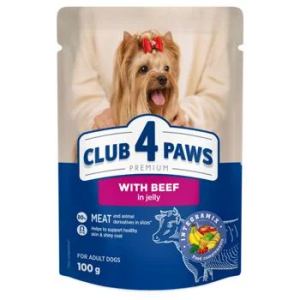 CLUB 4 PAWS
PREMIUM
WITH BEEF
in jelly
MEAT and animal
derivatives in slices*
Helps to support healthy
skin & shiny coat
INTEGRAMIX
FOR ADULT DOGS
100 g